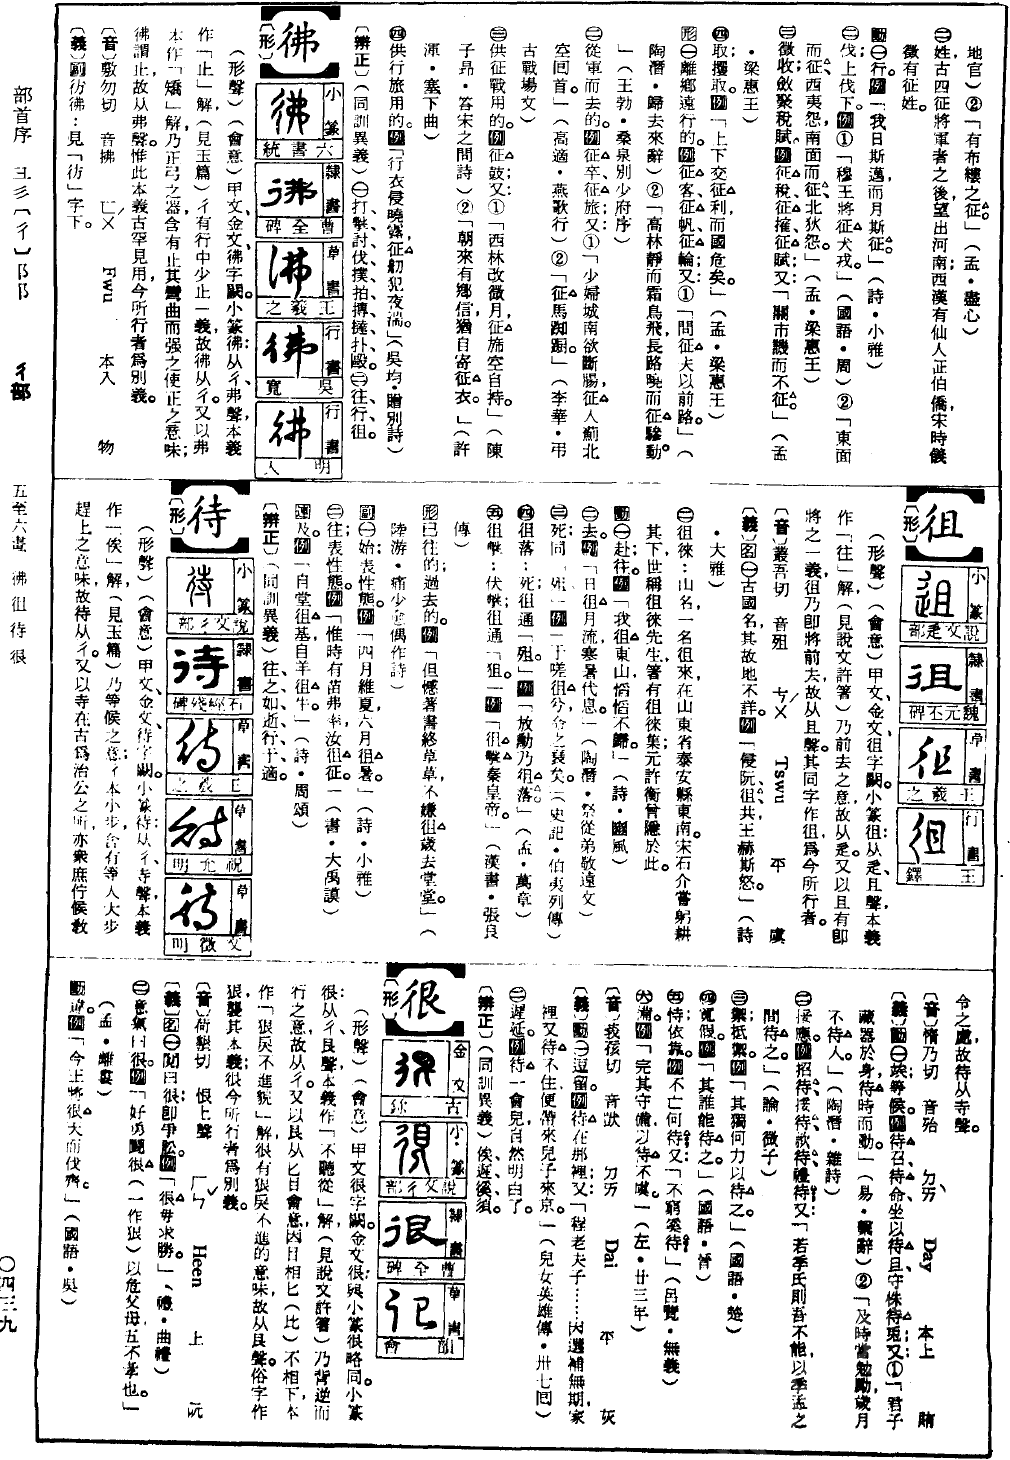 地官）②「有布縷之征。」（孟·盡心）
㊁姓古四征將軍者之後望出河南西漢有仙人正伯僑宋時儀
徵有征姓。
動㊀行。例「我日斯邁而月斯征。」（詩·小雅）
㊁伐上伐下。例①「穆王將征犬戎。」（國語·周）②「東面
而征西夷怨南面而征北狄怨。」（孟·梁惠王）
㊂徵收斂聚稅賦。例征稅征搉征賦又「關市譏而不征。」（孟
·梁惠王）
㊃取攫取。例「上下交征利而國危矣。」（孟·梁惠王）
形㊀離鄉遠行的。例征客征帆征輪又①「問征夫以前路。」（
陶潛·歸去來辭）②「高林靜而霜鳥飛，長路曉而征驂動
」（王勃·桑泉別少府序）
㊁從軍而去的。例征卒征旅又①「少婦城南欲斷腸征人薊北
空回首。」（高適·燕歌行）②「征馬踟躕。」（李華·弔
古戰場文）
㊂供征戰用的。例征鼓又①「西林改微月征旆空自持。」（陳
子昂·答宋之問詩）②「朝來有鄉信猶自寄征衣。」（許
渾·塞下曲）
㊃供行旅用的。例「行衣侵曉露征舠犯夜湍。」（吳均·贈別詩）
〔辨正〕（同訓異義）㊀打擊討伐撲拍摶撻扑毆。㊁往行徂。
彿
〔形〕
小篆 六書統
隸書 曹全碑
草書 王羲之
行書 吳寬
行書 明人
（形聲）（會意）甲文金文彿字闕。小篆彿：从彳弗聲，本義
作「止」解（見玉篇）彳有行中少止一義，故彿从彳。又以弗
本作「矯」解，乃正弓之器，含有止其彎曲而强之使正之意味；
彿謂止，故从弗聲。惟此本義古罕見用，今所行者爲別義。
〔音〕敷勿切 音拂 ㄈㄨˊ Fwu 本入 物
〔義〕副彷彿：見「彷」字下。
徂
〔形〕
小篆 說文辵部
隸書 魏元丕碑
草書 王羲之
行書 王鐸
（形聲）（會意）甲文、金文徂字闕。小篆徂：从辵且聲，本義
作「往」解（見說文許箸）乃前去之意，故从辵。又以且有卽
將之一義，徂乃卽將前去，故从且聲。其同字作徂，爲今所行者。
〔音〕叢吾切 音殂 ㄘㄨˊ Tswu 平 虞
〔義〕名㊀古國名，其故地不詳。例「侵阮徂共王赫斯怒。」（詩
·大雅）
㊁徂徠：山名，一名徂來，在山東省泰安縣東南。宋石介嘗躬耕
其下，世稱徂徠先生，箸有徂徠集。元許衡曾隱於此。
動㊀赴往。例「我徂東山慆慆不歸。」（詩·豳風）
㊁去。例「日徂月流寒暑代息。」（陶潛·祭從弟敬遠文）
㊂死同「殂」。例「于嗟徂兮命之衰矣。」（史記·伯夷列傳）
㊃徂落：死徂通「殂」。例「放勳乃徂落。」（孟·萬章）
㊄徂擊：伏擊徂通「狙」。例「徂擊秦皇帝。」（漢書·張良
傳）
形已往的過去的。例「但憾著書終草草，不嫌徂歲去堂堂。」（
陸游·痛少偶作詩）
副㊀始：表性態。例「四月維夏六月徂暑。」（詩·小雅）
㊁往：表性態。例「惟時有苗弗率汝徂征。」（書·大禹謨）
連及。例「自堂徂基自羊徂牛。」（詩·周頌）
〔辨正〕（同訓異義）往之如逝行于適。
待
〔形〕
小篆 說文彳部
隸書 石經殘碑
草書 王羲之
草書 祝允明
草書 文徵明
（形聲）（會意）甲文、金文待字闕。小篆待：从彳寺聲，本義
作「俟」解（見玉篇）乃等候之意；彳本小步，含有等人大步
趕上之意味，故待从彳。又以寺在古爲治公之所，亦衆庶佇候敎
令之處，故待从寺聲。
〔音〕惰乃切 音殆 ㄉㄞˋ Day 本上 賄
〔義〕動㊀竢等候。例待召待命坐以待旦守株待兎又①「君子
藏器於身待時而動。」（易·繫辭）②「及時當勉勵，歲月
不待人。」（陶潛·雜詩）
㊁接應。例招待接待款待禮待又「若季氏則吾不能以季孟之
間待之。」（論·微子）
㊂禦抵禦。例「其獨何力以待之。」（國語·楚）
㊃寬假。例「其誰能待之。」（國語·晉）
㊄恃依靠。例不亡何待又「不窮奚待。」（呂覽·無義）
㊅備。例「完其守備以待不虞。」（左·廿三年）
音孩切 音獃 ㄉㄞ Dai 平 灰
〔義〕動㊀逗留。例待在那裡又「程老夫子……因選補無期家
裡又待不住便帶來兒子來京。」（兒女英雄傳·卅七回）
㊁遲延。例待一會兒自然明白了。
〔辨正〕（同訓異義）俟遲徯須。
很
〔形〕
金文 古鉥
小篆 說文彳部
隸書 曹全碑
草書 韻會
（形聲）（會意）甲文很字闕。金文很：與小篆很略同。小篆
很：从彳艮聲，本義作「不聽從」解（見說文許箸）乃背逆而
行之意，故从彳。又以艮从匕目會意，因目相匕（比）不相下，本
作「狠戾不進貌」解，很有狠戾不進的意味，故从艮聲。俗字作
狠，襲其本義；很今所行者爲別義。
〔音〕荷懇切 恨上聲 ㄏㄣˇ Heen 上 阮
〔義〕名㊀鬩曰很卽爭訟。例「很毋求勝。」（禮·曲禮）
㊁意氣曰很。例「好勇鬬很（一作狠）以危父母五不孝也。」
（孟·離婁）
動違。例「今王將很天而伐齊。」（國語·吳）
部首序 彐彡〔彳〕阝阝 彳部 五至六畫 彿徂待很 〇四三九